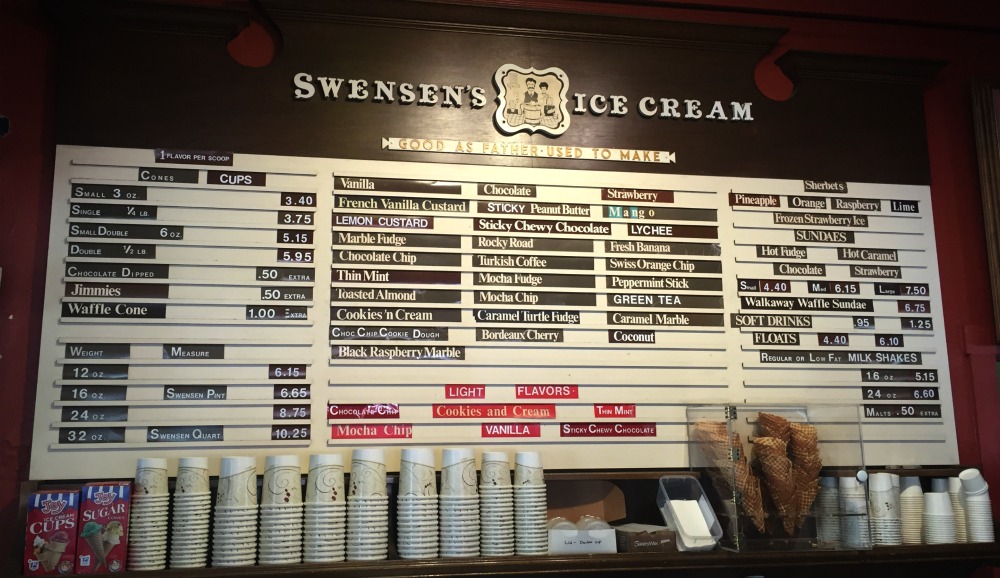 SWENSEN'S ICE CREAM
GOOD AS FATHER USED TO MAKE
1 FLAVOR PER SCOOP
CONES CUPS
SMALL 3 OZ 3.40
SINGLE ¼ LB. 3.75
SMALL DOUBLE 6 OZ 5.15
DOUBLE ½ LB. 5.95
CHOCOLATE DIPPED .50 EXTRA
Jimmies .50 EXTRA
Waffle Cone 1.00 EXTRA
WEIGHT MEASURE
12 OZ 6.15
16 OZ SWENSEN PINT 6.65
24 OZ 8.75
32 OZ SWENSEN QUART 10.25
Vanilla Chocolate Strawberry
French Vanilla Custard STICKY Peanut Butter Mango
LEMON CUSTARD Sticky Chewy Chocolate LYCHEE
Marble Fudge Rocky Road Fresh Banana
Chocolate Chip Turkish Coffee Swiss Orange Chip
Thin Mint Mocha Fudge Peppermint Stick
Toasted Almond Mocha Chip GREEN TEA
Cookies 'n Cream Caramel Turtle Fudge Caramel Marble
CHOC CHIP COOKIE DOUGH Bordeaux Cherry Coconut
Black Raspberry Marble
LIGHT FLAVORS
CHOCOLATE CHIP Cookies and Cream THIN MINT
Mocha Chip VANILLA STICKY CHEWY CHOCOLATE
Sherbets
Pineapple Orange Raspberry Lime
Frozen Strawberry Ice
SUNDAES
Hot Fudge Hot Caramel
Chocolate Strawberry
Small 4.40 Med 6.15 Large 7.50
Walkaway Waffle Sundae 6.75
SOFT DRINKS .95 1.25
FLOATS 4.40 6.10
REGULAR OR LOW FAT MILK SHAKES
16 OZ 5.15
24 OZ 6.60
MALTS .50 EXTRA
Joy
ICE CREAM
CUPS
Joy
SUGAR